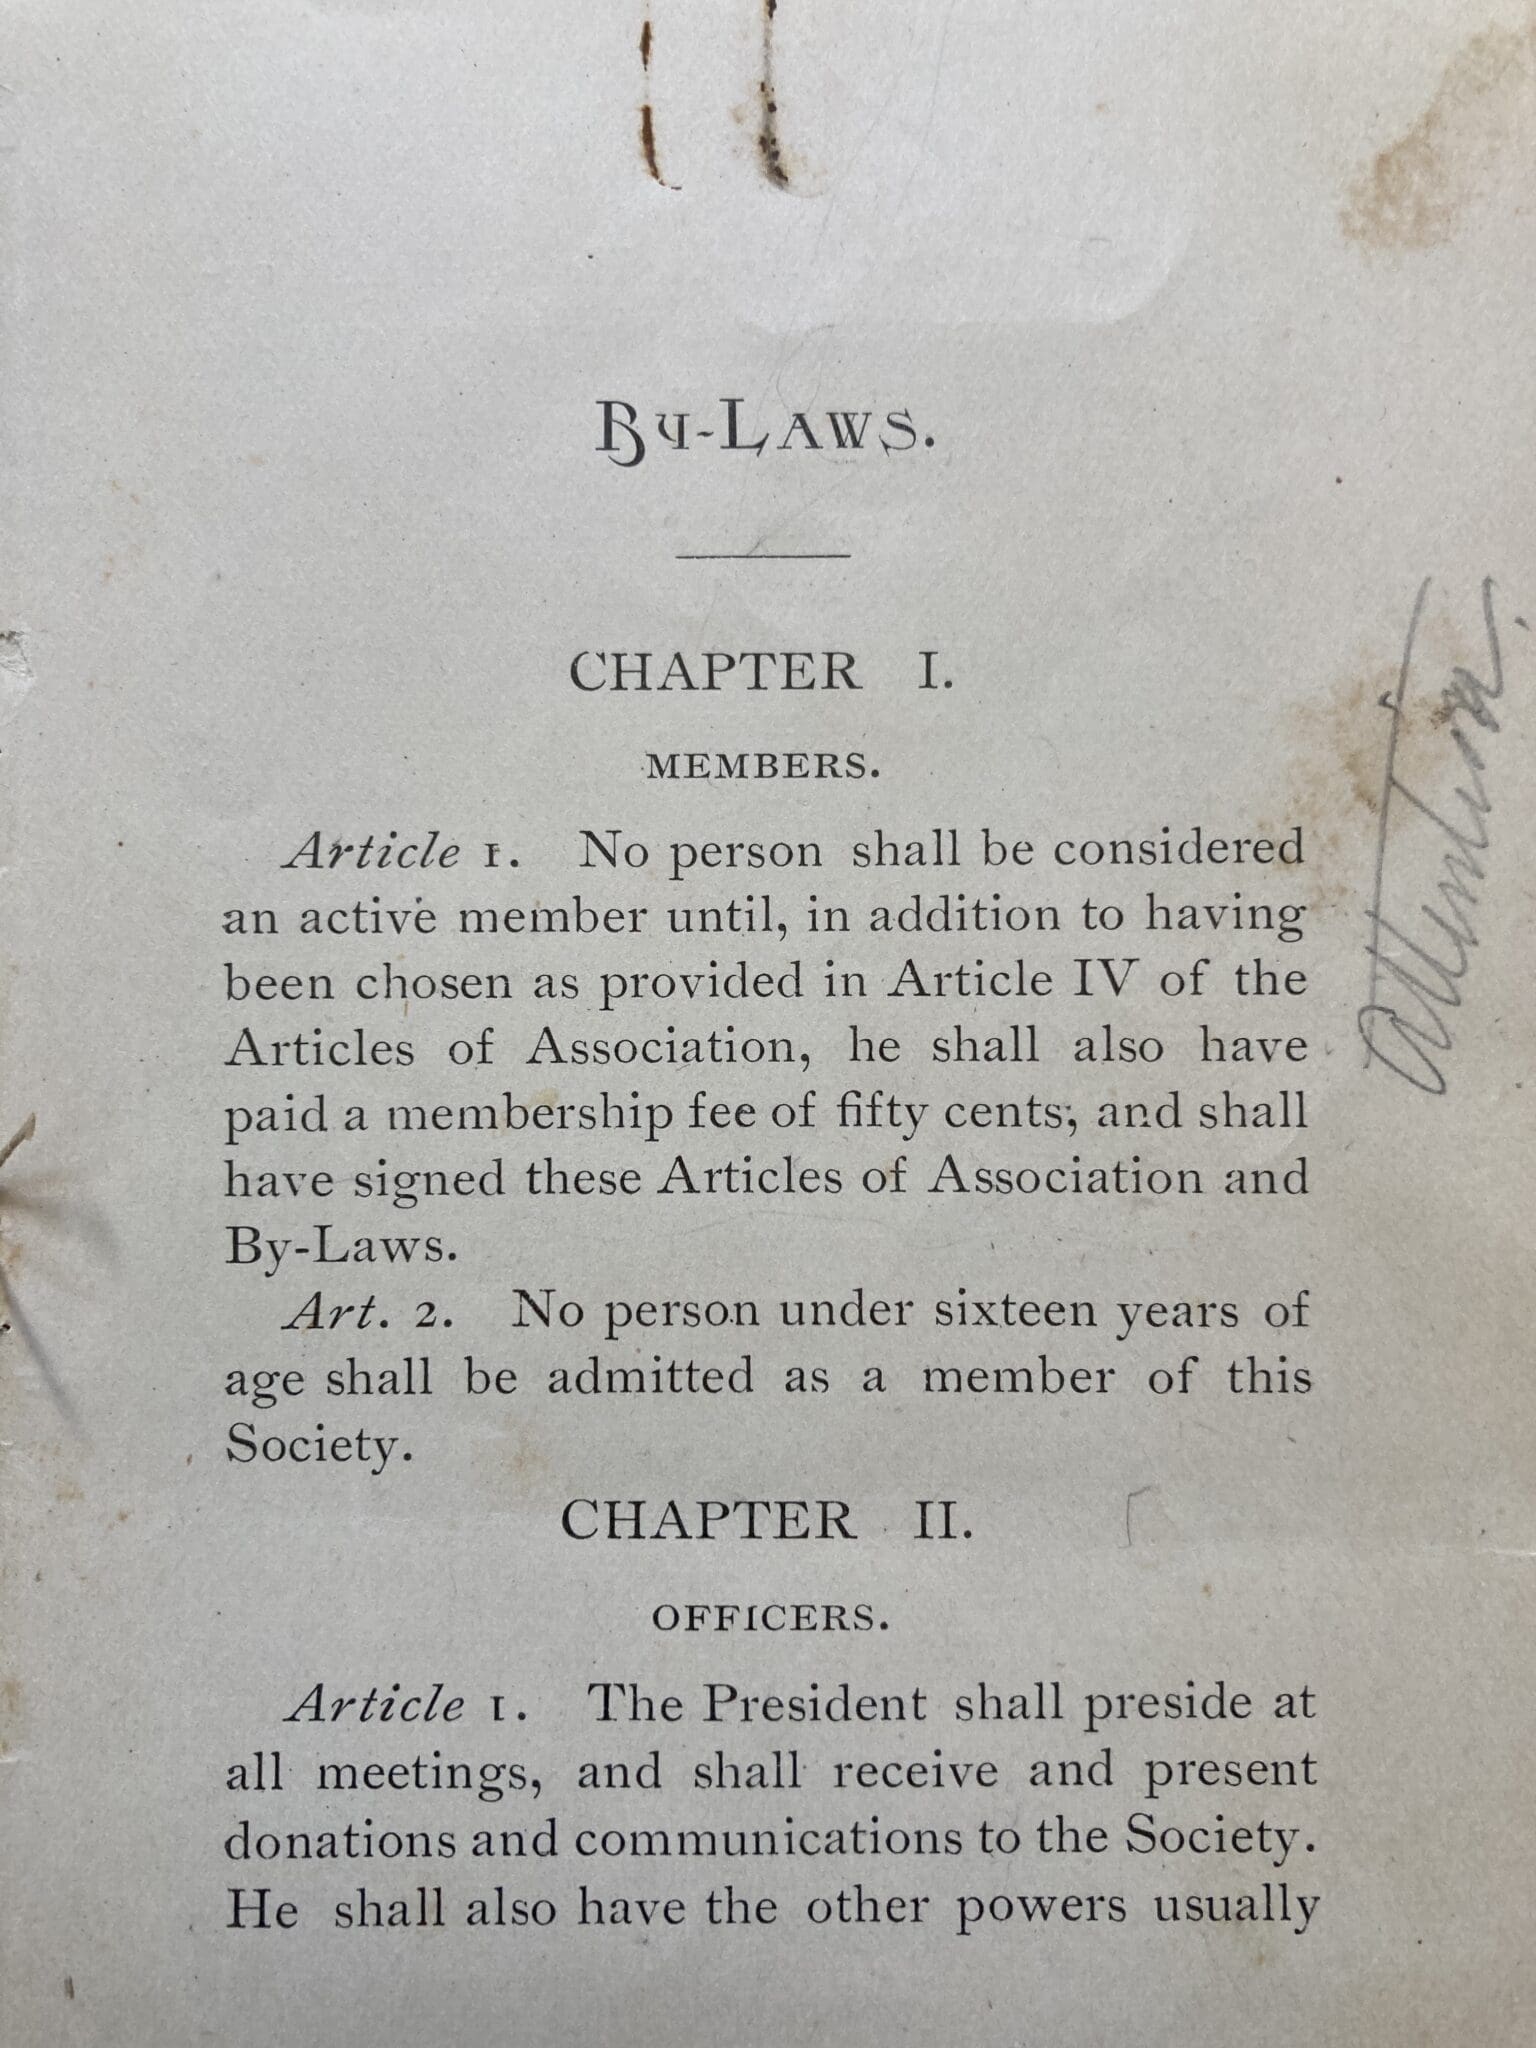 By-Laws.
CHAPTER I.
MEMBERS.
Article 1. No person shall be considered
an active member until, in addition to having
been chosen as provided in Article IV of the
Articles of Association, he shall also have
paid a membership fee of fifty cents, and shall
have signed these Articles of Association and
By-Laws.
Art. 2. No person under sixteen years of
age shall be admitted as a member of this
Society.
CHAPTER II.
OFFICERS.
Article 1. The President shall preside at
all meetings, and shall receive and present
donations and communications to the Society.
He shall also have the other powers usually